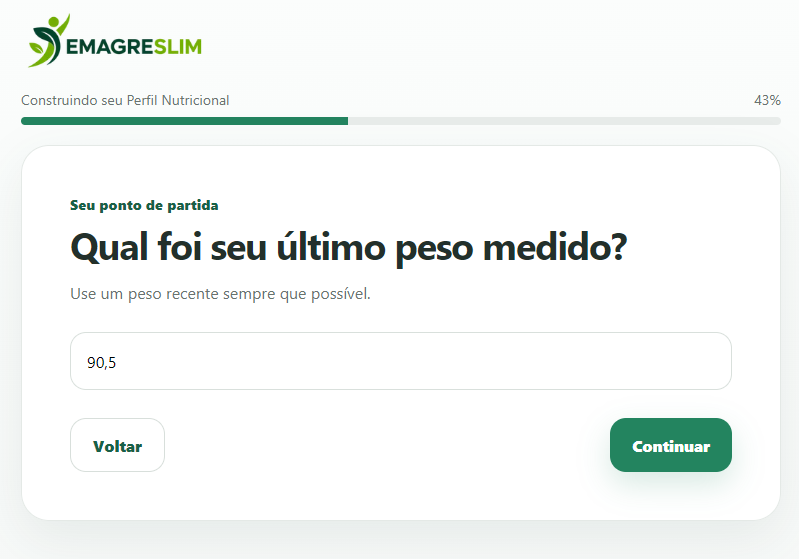 EMAGRESLIM
Construindo seu Perfil Nutricional
43%
Seu ponto de partida
Qual foi seu último peso medido?
Use um peso recente sempre que possível.
90,5
Voltar
Continuar